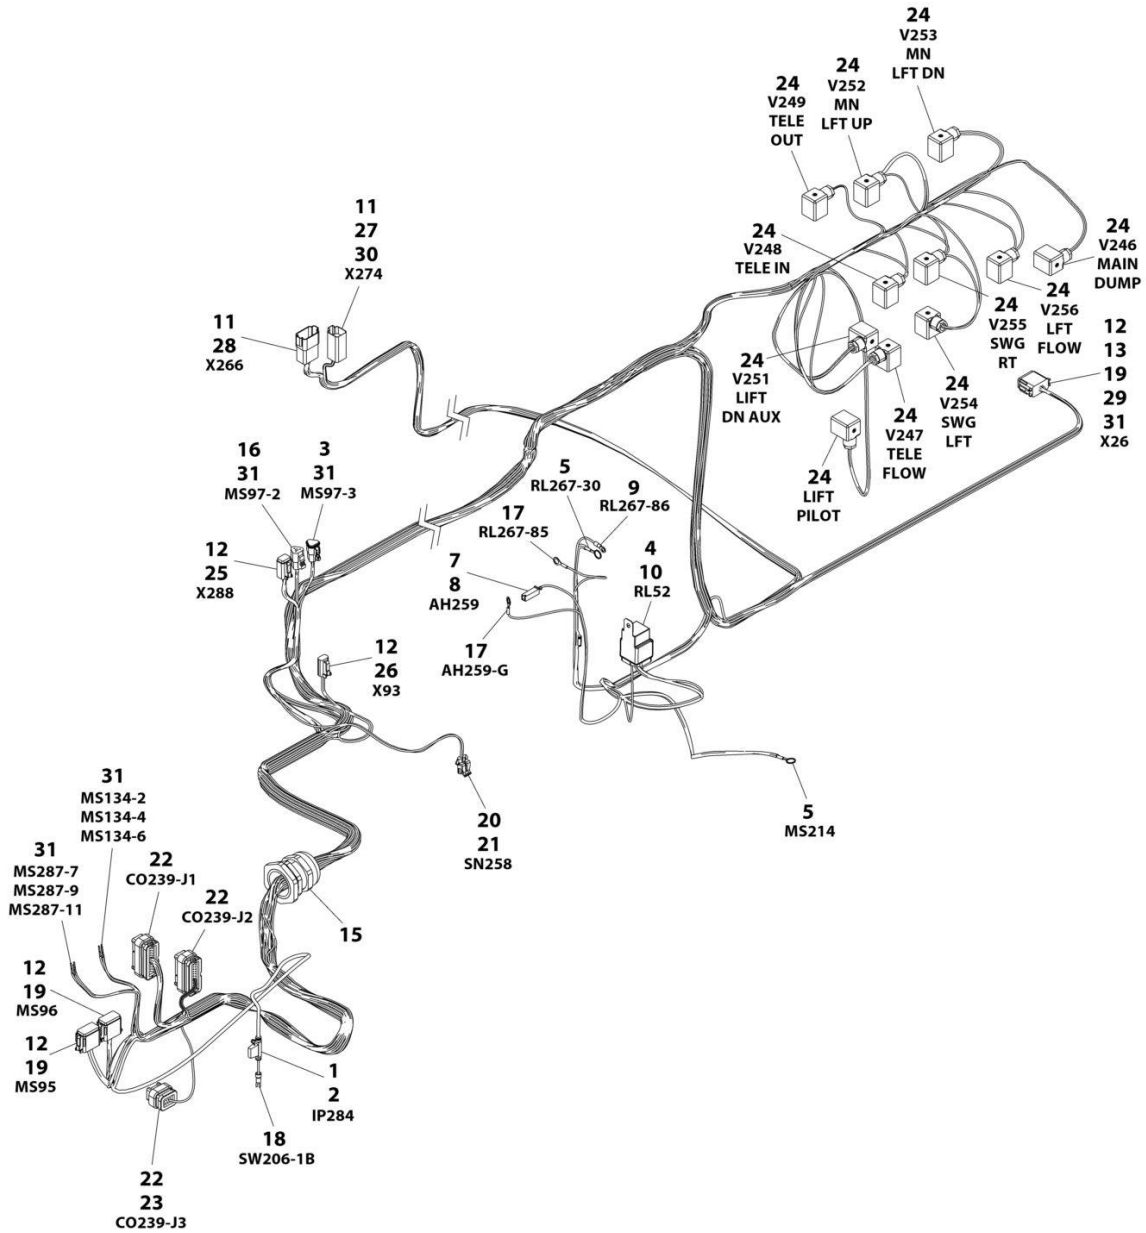 24
V253
MN
LFT DN
24
V252
MN
LFT UP
24
V249
TELE
OUT
24
V248
TELE IN
24
V246
MAIN
DUMP
24
V256
LFT
FLOW
24
V255
SWG
RT
24
V254
SWG
LFT
24
V251
LIFT
DN AUX
24
V247
TELE
FLOW
24
LIFT
PILOT
12
13
19
29
31
X26
11
27
30
X274
11
28
X266
16
31
MS97-2
3
31
MS97-3
12
25
X288
5
RL267-30
9
RL267-86
17
RL267-85
4
10
RL52
7
8
AH259
17
AH259-G
12
26
X93
20
21
SN258
5
MS214
31
MS134-2
MS134-4
MS134-6
31
MS287-7
MS287-9
MS287-11
22
CO239-J1
22
CO239-J2
15
12
19
MS96
12
19
MS95
1
2
IP284
18
SW206-1B
22
23
CO239-J3